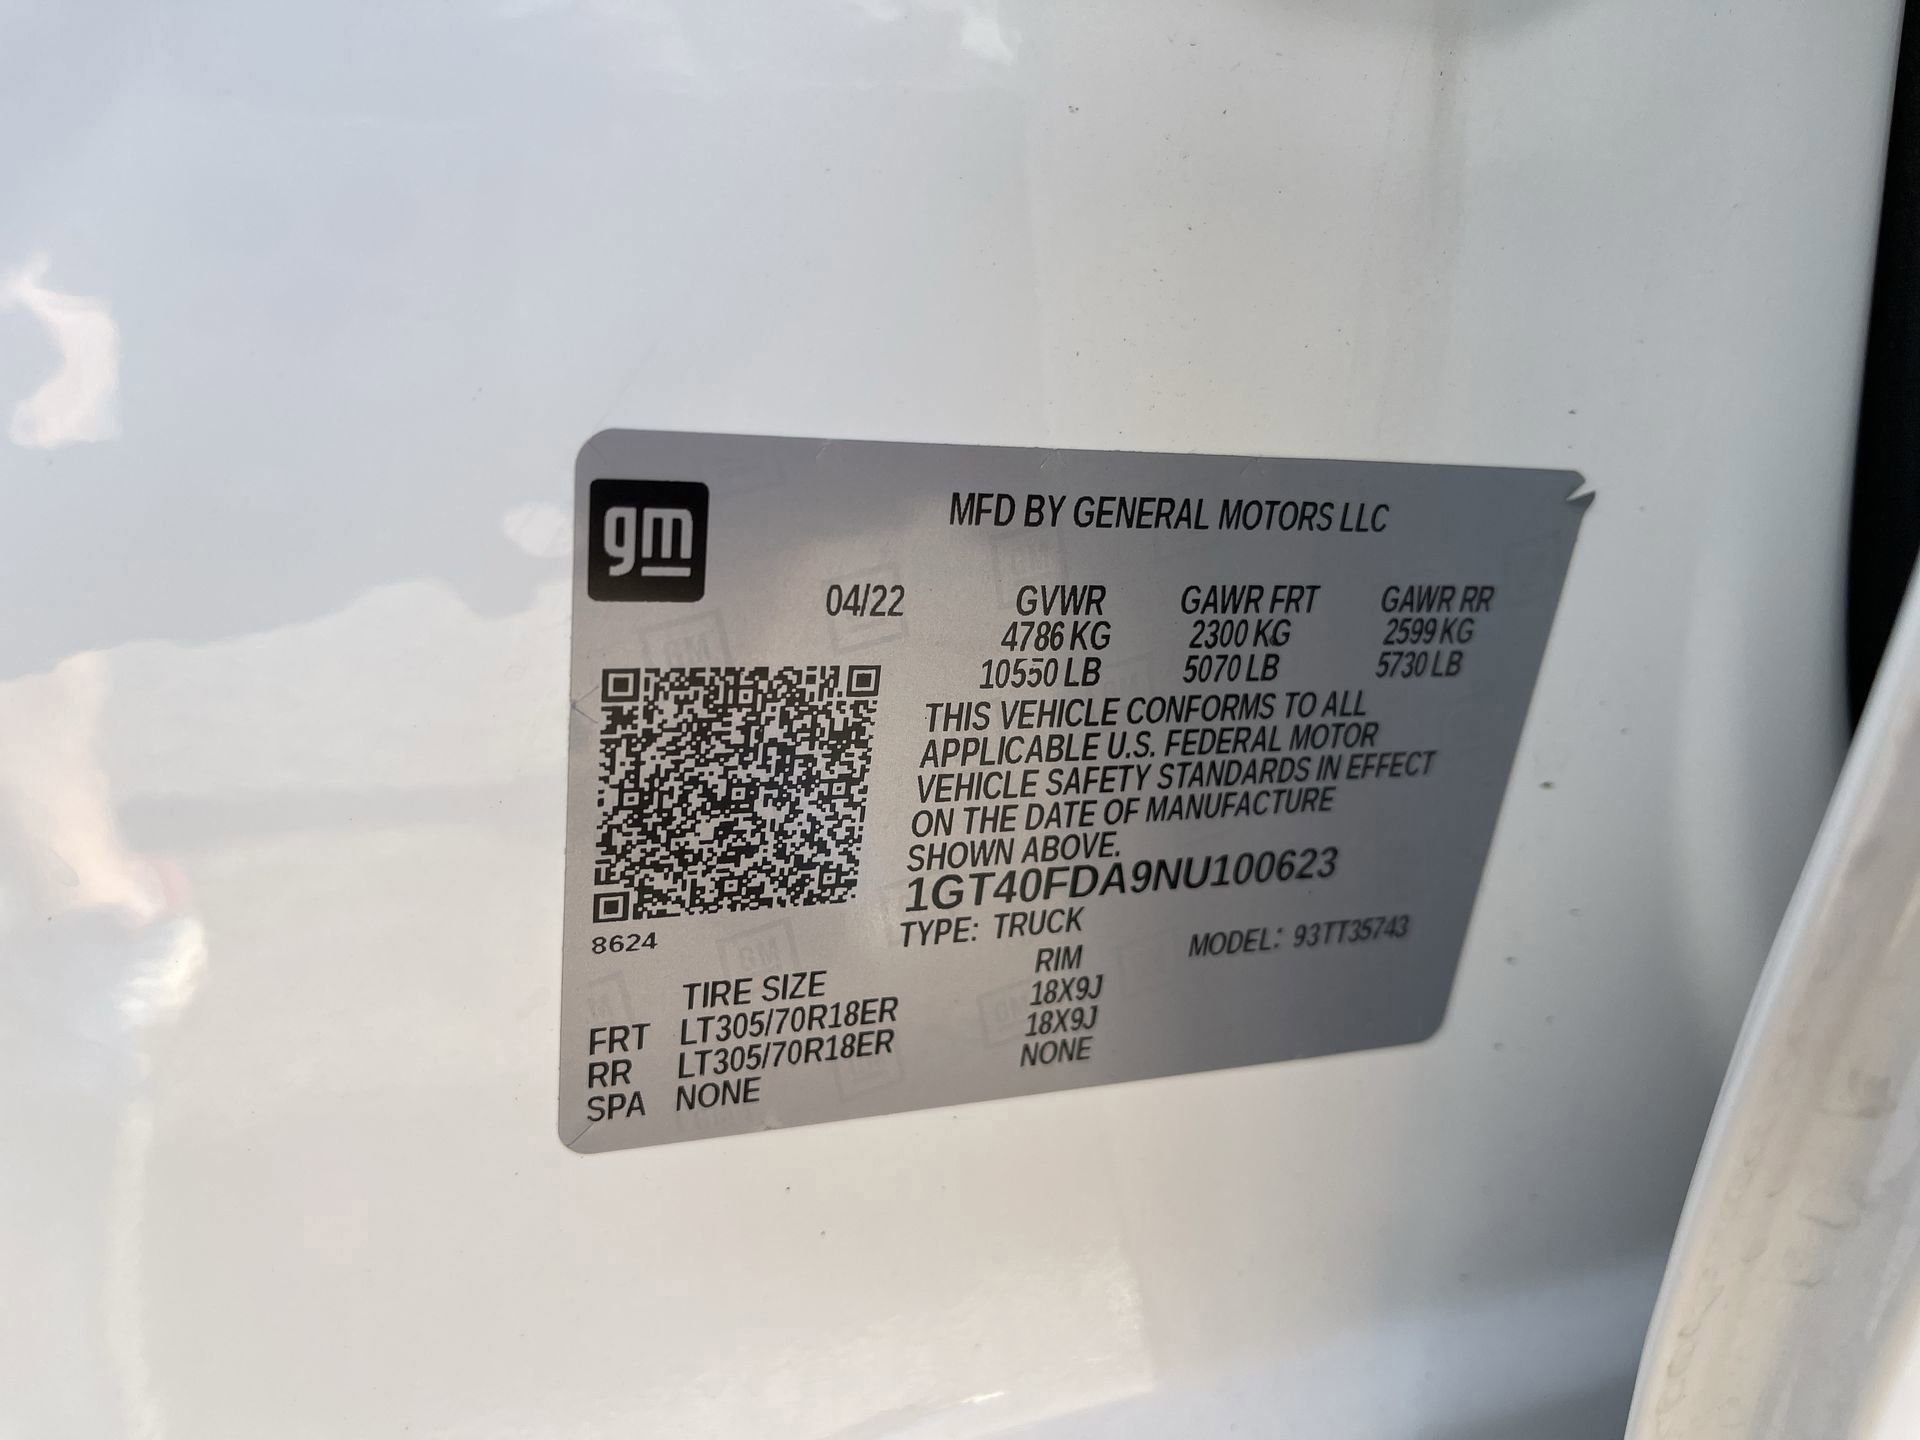 gm
MFD BY GENERAL MOTORS LLC
04/22 GVWR GAWR FRT GAWR RR
4786 KG 2300 KG 2599 KG
10550 LB 5070 LB 5730 LB
THIS VEHICLE CONFORMS TO ALL
APPLICABLE U.S. FEDERAL MOTOR
VEHICLE SAFETY STANDARDS IN EFFECT
ON THE DATE OF MANUFACTURE
SHOWN ABOVE.
1GT40FDA9NU100623
TYPE: TRUCK MODEL: 93TT35743
8624
TIRE SIZE RIM
FRT LT305/70R18ER 18X9J
RR LT305/70R18ER 18X9J
SPA NONE NONE